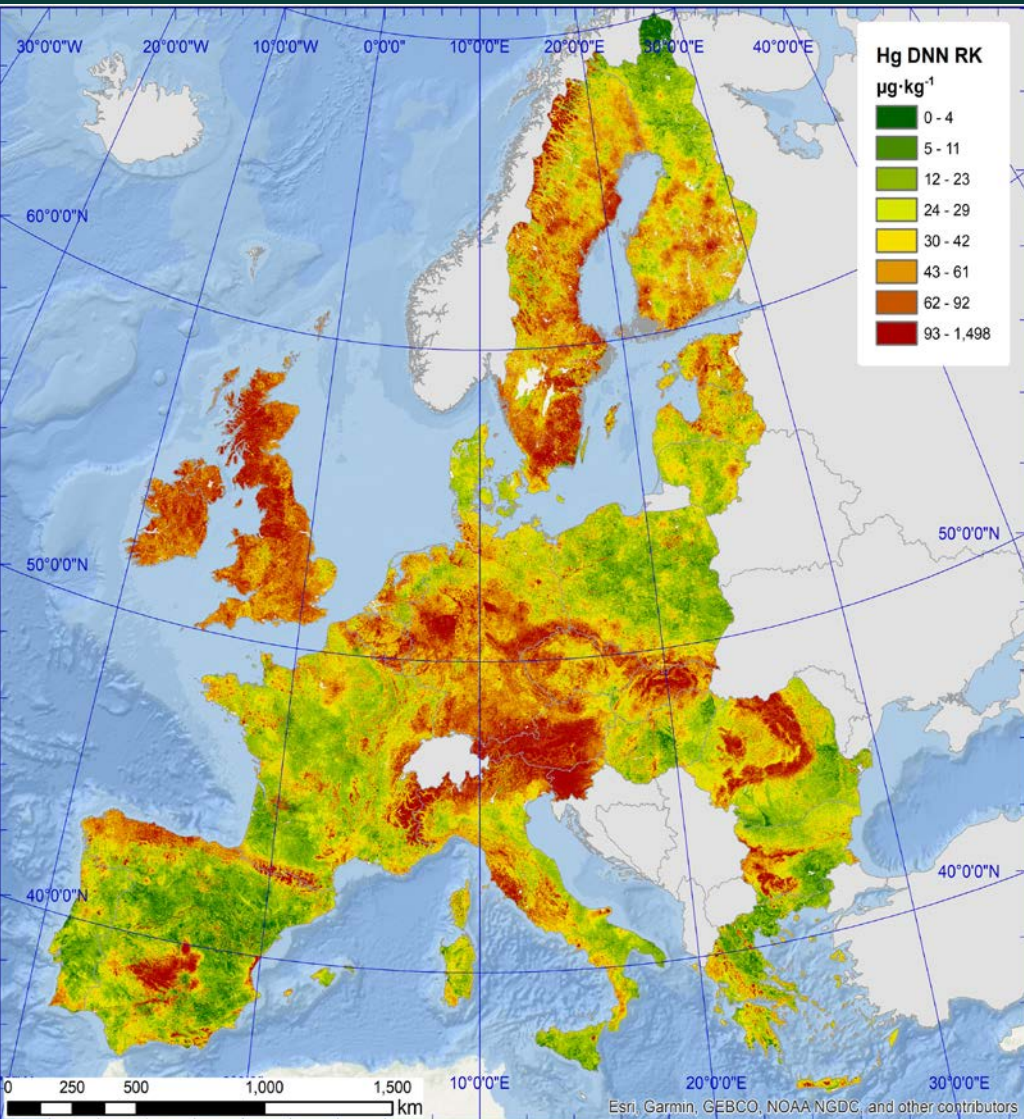 30°0'0"W
20°0'0"W
10°0'0"W
0°0'0"
10°0'0"E
20°0'0"E
30°0'0"E
40°0'0"E
Hg DNN RK
µg·kg-1
0 - 4
5 - 11
12 - 23
24 - 29
30 - 42
43 - 61
62 - 92
93 - 1,498
60°0'0"N
50°0'0"N
50°0'0"N
40°0'0"N
40°0'0"N
0 250 500 1,000 1,500
km
10°0'0"E
20°0'0"E
30°0'0"E
Esri, Garmin, GEBCO, NOAA NGDC, and other contributors